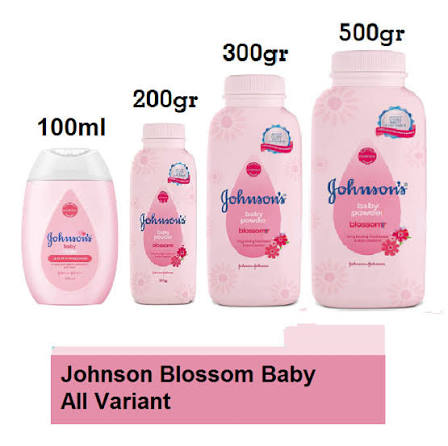 500gr
300gr
200gr
100ml
Johnson's
baby
Johnson's
baby
powder
blossoms
Johnson's
baby
powder
blossoms
Johnson's
baby
powder
blossoms
Johnson Blossom Baby
All Variant